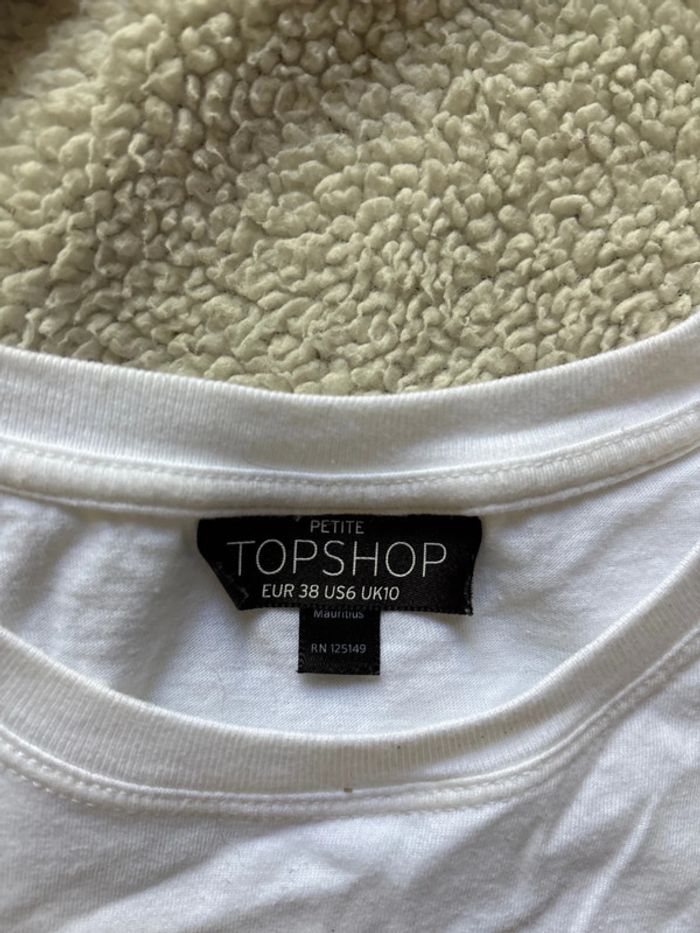 PETITE
TOPSHOP
EUR 38 US6 UK10
Mauritius
RN 125149